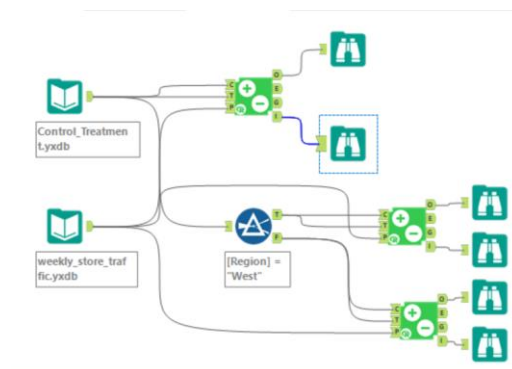 O
E
C
T
G
P
I
Control_Treatmen
t.yxdb
O
E
C
T
T
G
P
F
I
weekly_store_traf
fic.yxdb
[Region] =
"West"
O
C
E
T
G
P
I